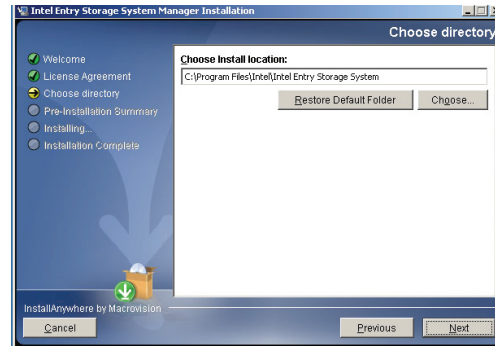 Intel Entry Storage System Manager Installation
Choose directory
Welcome
License Agreement
Choose directory
Pre-Installation Summary
Installing...
Installation Complete
Choose Install location:
C:\Program Files\Intel\Intel Entry Storage System
Restore Default Folder
Choose...
InstallAnywhere by Macrovision
Cancel
Previous
Next